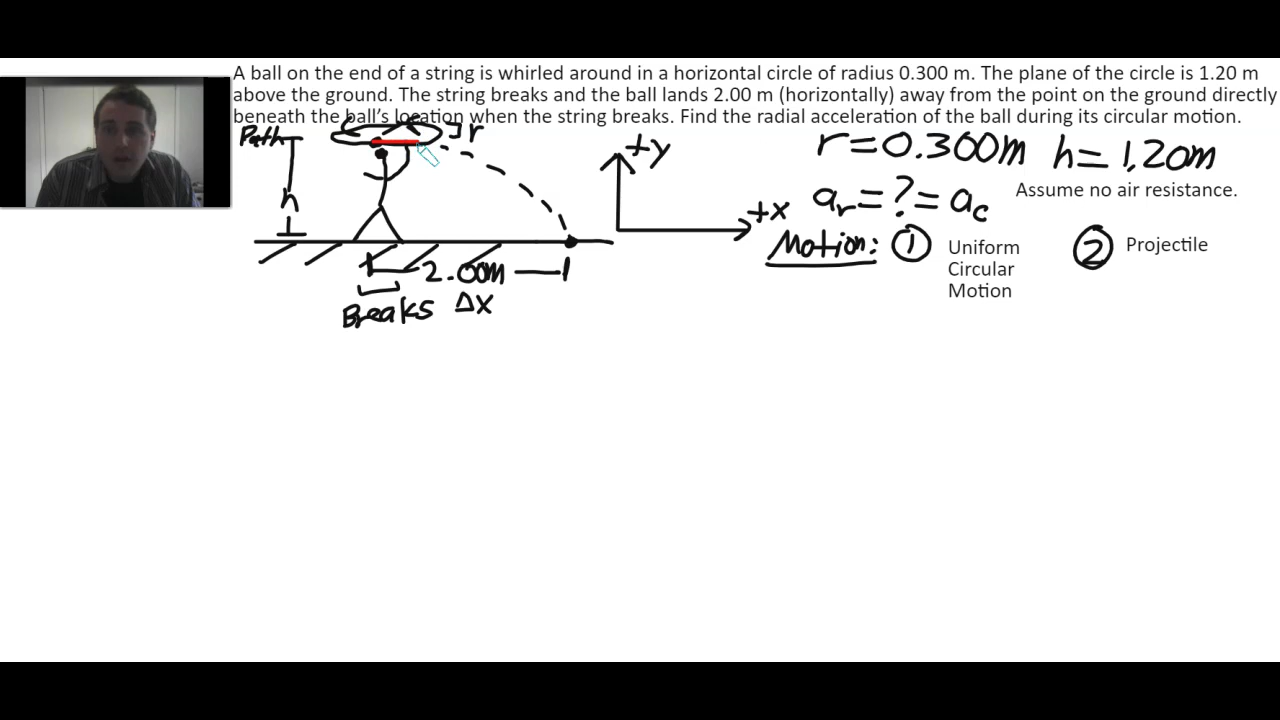 A ball on the end of a string is whirled around in a horizontal circle of radius 0.300 m. The plane of the circle is 1.20 m
above the ground. The string breaks and the ball lands 2.00 m (horizontally) away from the point on the ground directly
beneath the ball's location when the string breaks. Find the radial acceleration of the ball during its circular motion.
Path
r
h
2.00m
Breaks Δx
+y
+x
r=0.300m h=1.20m
Assume no air resistance.
ar=?=ac
Motion: ① Uniform
Circular
Motion
② Projectile